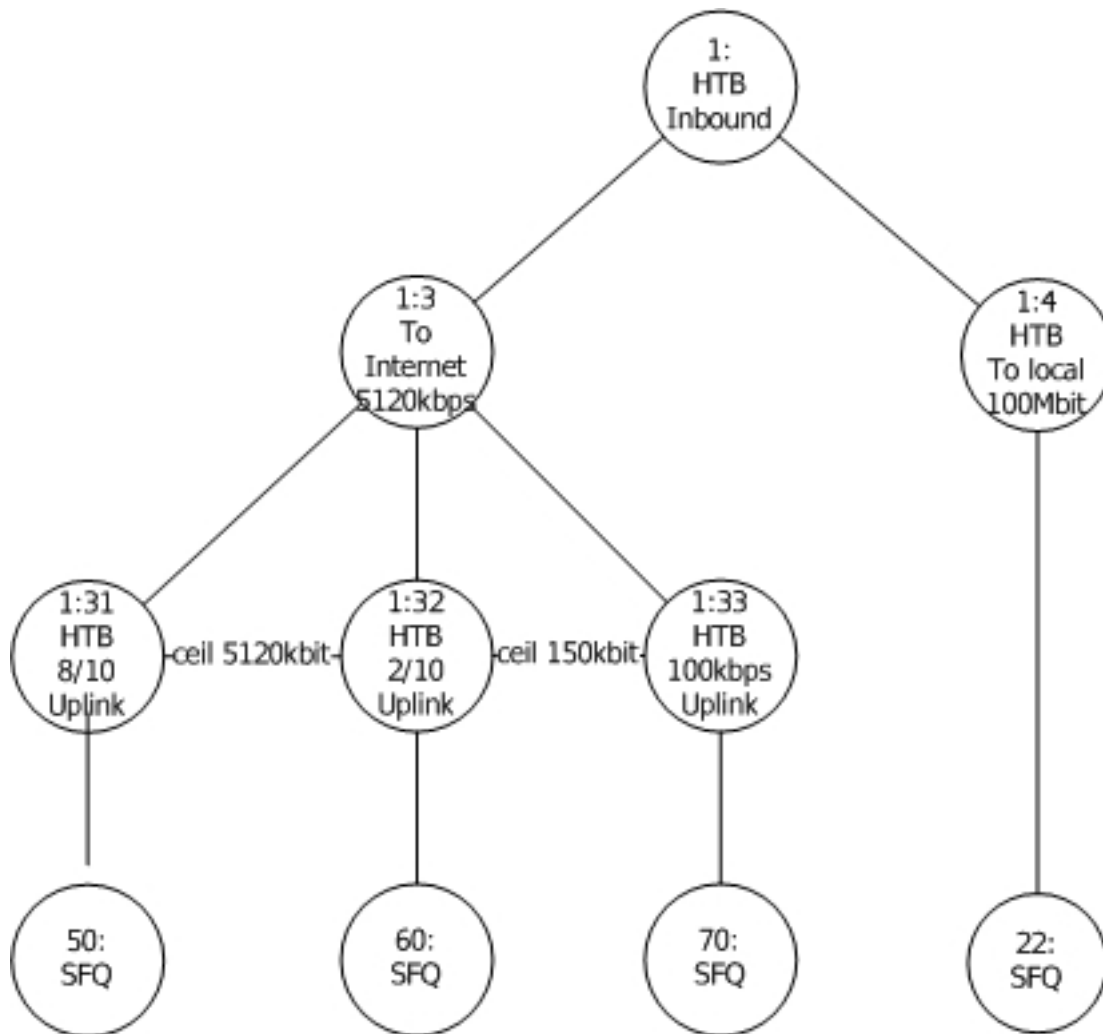 1:
HTB
Inbound
1:3
To
Internet
5120kbps
1:4
HTB
To local
100Mbit
1:31
HTB
8/10
Uplink
ceil 5120kbit
1:32
HTB
2/10
Uplink
ceil 150kbit
1:33
HTB
100kbps
Uplink
50:
SFQ
60:
SFQ
70:
SFQ
22:
SFQ